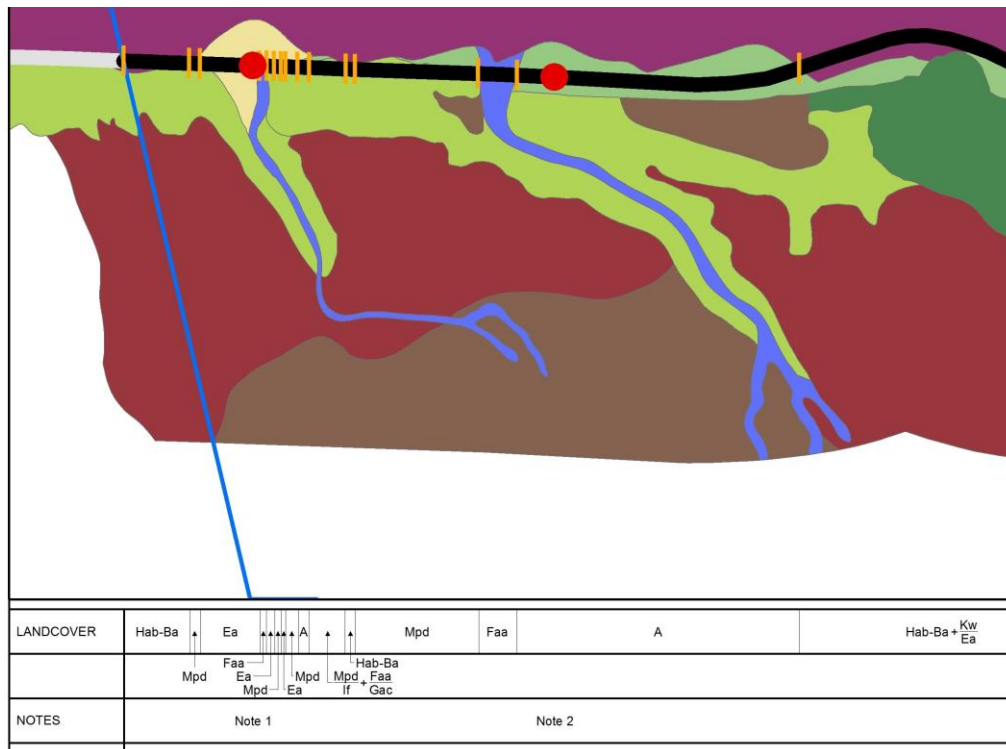 LANDCOVER Hab-Ba Ea A Mpd Faa A Hab-Ba + Kw/Ea
Faa Hab-Ba
Mpd Ea Mpd Mpd/If + Faa/Gac
Mpd Ea
NOTES Note 1 Note 2